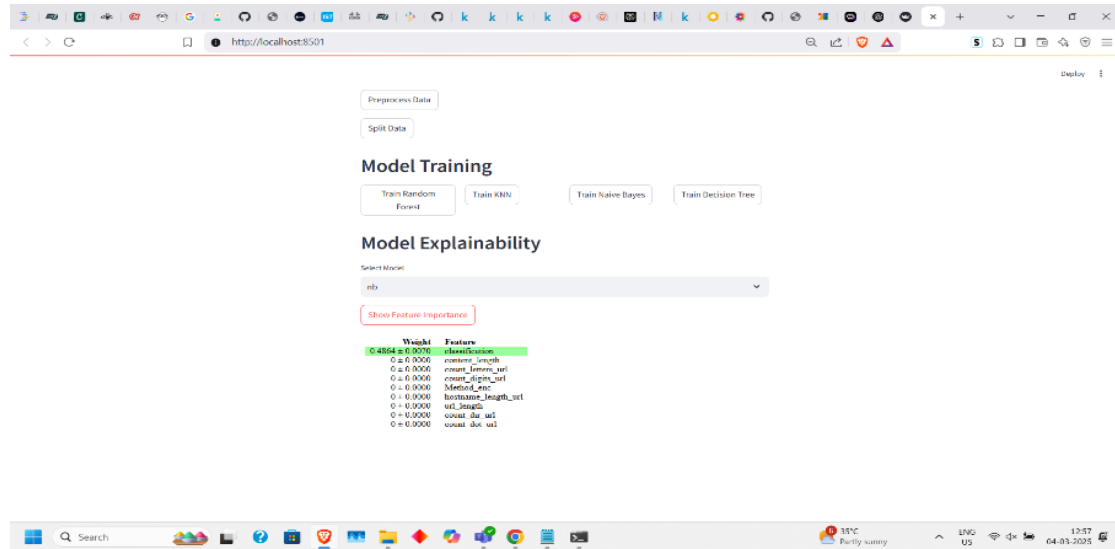 http://localhost:8501
Deploy
Preprocess Data
Split Data
Model Training
Train Random Forest
Train KNN
Train Naive Bayes
Train Decision Tree
Model Explainability
Select Model
nb
Show Feature Importance
Weight Feature
0.4864 ± 0.0070 classification
0 ± 0.0000 content_length
0 ± 0.0000 count_letters_url
0 ± 0.0000 count_digits_url
0 ± 0.0000 Method_enc
0 ± 0.0000 hostname_length_url
0 ± 0.0000 url_length
0 ± 0.0000 count_dir_url
0 ± 0.0000 count_dot_url
Search
35°C
Partly sunny
ENG
US
12:57
04-03-2025